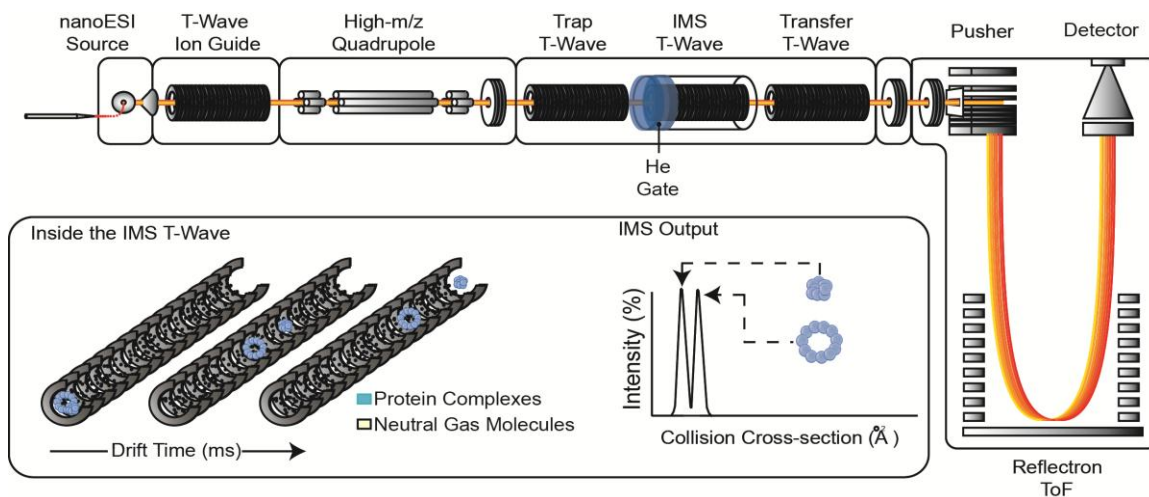 nanoESI
Source
T-Wave
Ion Guide
High-m/z
Quadrupole
Trap
T-Wave
IMS
T-Wave
Transfer
T-Wave
Pusher
Detector
He
Gate
Inside the IMS T-Wave
IMS Output
Intensity (%)
Protein Complexes
Neutral Gas Molecules
Drift Time (ms)
Collision Cross-section (Å²)
Reflectron
ToF